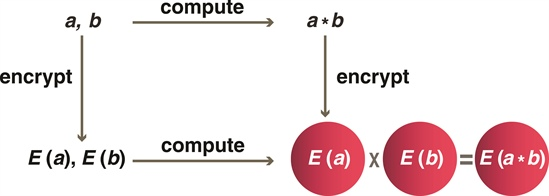 compute
a, b
a * b
encrypt
encrypt
compute
E (a), E (b)
E (a) x E (b) = E (a * b)